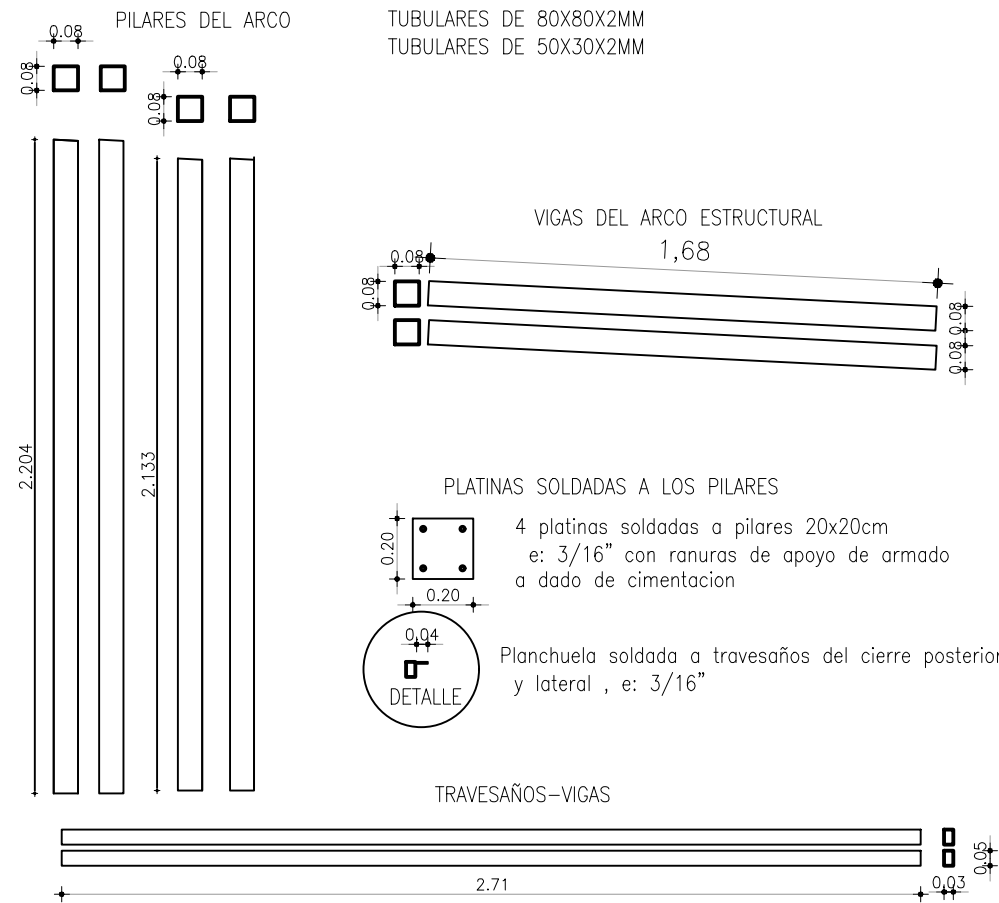 PILARES DEL ARCO
TUBULARES DE 80X80X2MM
TUBULARES DE 50X30X2MM
0.08
0.08
0.08
0.08
2.204
2.133
VIGAS DEL ARCO ESTRUCTURAL
1,68
0.08
0.08
0.08
0.08
PLATINAS SOLDADAS A LOS PILARES
0.20
0.20
4 platinas soldadas a pilares 20x20cm
e: 3/16” con ranuras de apoyo de armado
a dado de cimentacion
0.04
DETALLE
Planchuela soldada a travesaños del cierre posterior
y lateral , e: 3/16”
TRAVESAÑOS-VIGAS
2.71
0.03
0.05